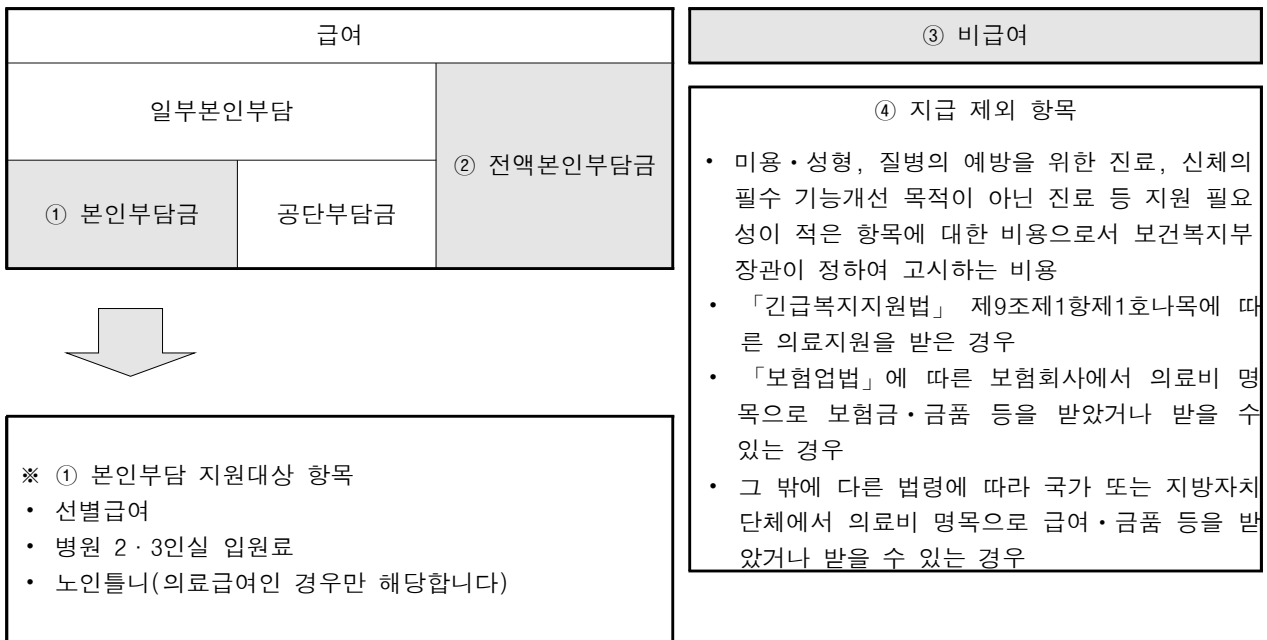 급여
일부본인부담
② 전액본인부담금
① 본인부담금
공단부담금
※ ① 본인부담 지원대상 항목
• 선별급여
• 병원 2·3인실 입원료
• 노인틀니(의료급여인 경우만 해당합니다)
③ 비급여
④ 지급 제외 항목
• 미용•성형, 질병의 예방을 위한 진료, 신체의
필수 기능개선 목적이 아닌 진료 등 지원 필요
성이 적은 항목에 대한 비용으로서 보건복지부
장관이 정하여 고시하는 비용
• 「긴급복지지원법」 제9조제1항제1호나목에 따
른 의료지원을 받은 경우
• 「보험업법」에 따른 보험회사에서 의료비 명
목으로 보험금•금품 등을 받았거나 받을 수
있는 경우
• 그 밖에 다른 법령에 따라 국가 또는 지방자치
단체에서 의료비 명목으로 급여•금품 등을 받
았거나 받을 수 있는 경우